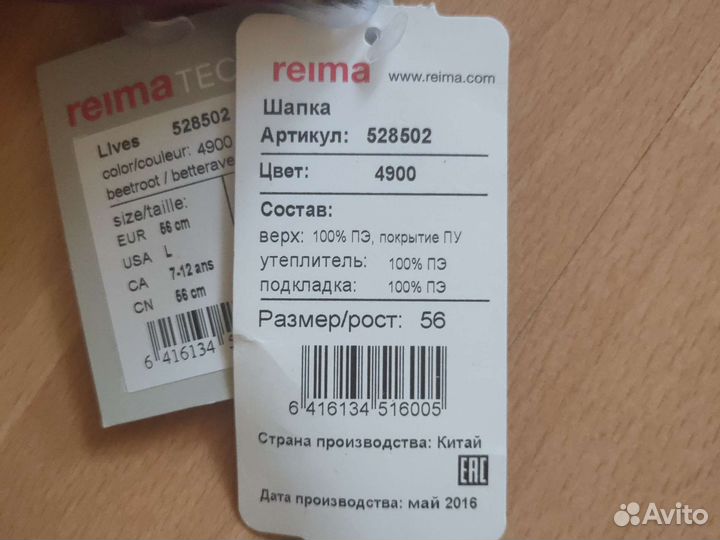 reima TEC
LIves 528502
color/couleur: 4900
beetroot / betterave
size/taille:
EUR 56 cm
USA L
CA 7-12 ans
CN 56 cm
6 416134 5
reima www.reima.com
Шапка
Артикул: 528502
Цвет: 4900
Состав:
верх: 100% ПЭ, покрытие ПУ
утеплитель: 100% ПЭ
подкладка: 100% ПЭ
Размер/рост: 56
6 416134 516005
Страна производства: Китай
EAC
Дата производства: май 2016
Avito